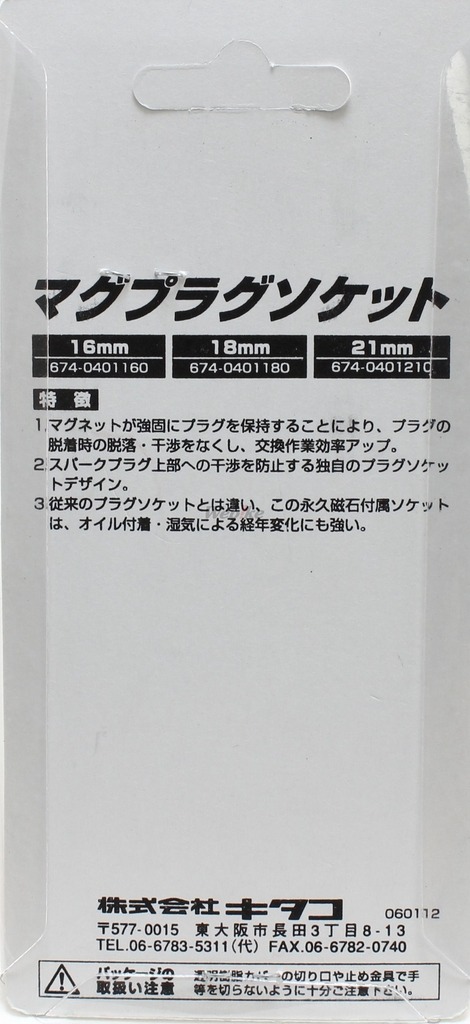 マグプラグソケット
16mm 18mm 21mm
674-0401160 674-0401180 674-0401210
特徴
1.マグネットが強固にプラグを保持することにより、プラグの
脱着時の脱落・干渉をなくし、交換作業効率アップ。
2.スパークプラグ上部への干渉を防止する独自のプラグソケッ
トデザイン。
3.従来のプラグソケットとは違い、この永久磁石付属ソケット
は、オイル付着・湿気による経年変化にも強い。
Webike
株式会社 キタコ 060112
〒577-0015 東大阪市長田3丁目8-13
TEL.06-6783-5311(代) FAX.06-6782-0740
パッケージの 透明樹脂カバーの切り口や止め金具で手
取扱い注意 等を切らないように十分ご注意下さい。